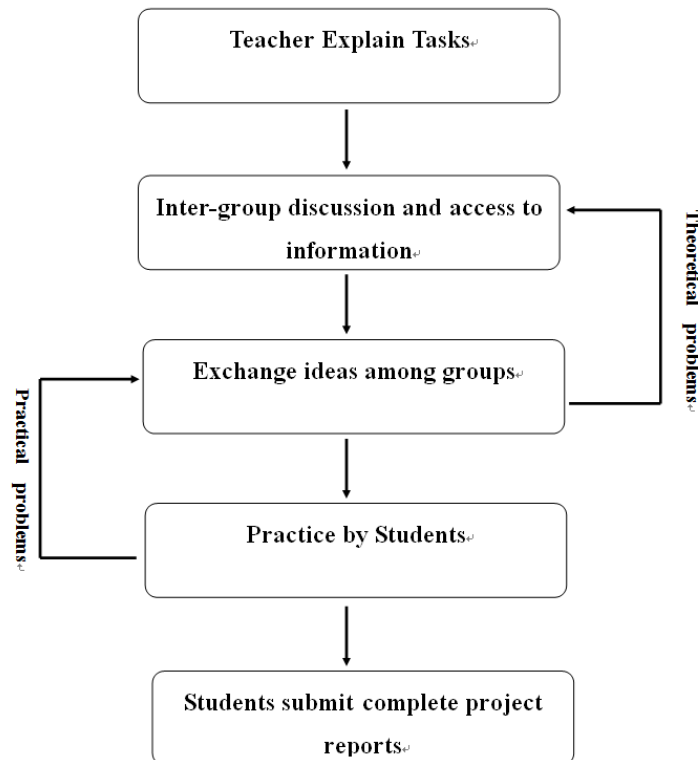 Teacher Explain Tasks↵
Inter-group discussion and access to
information↵
Theoretical problems↵
Exchange ideas among groups↵
Practical problems↵
Practice by Students↵
Students submit complete project
reports↵